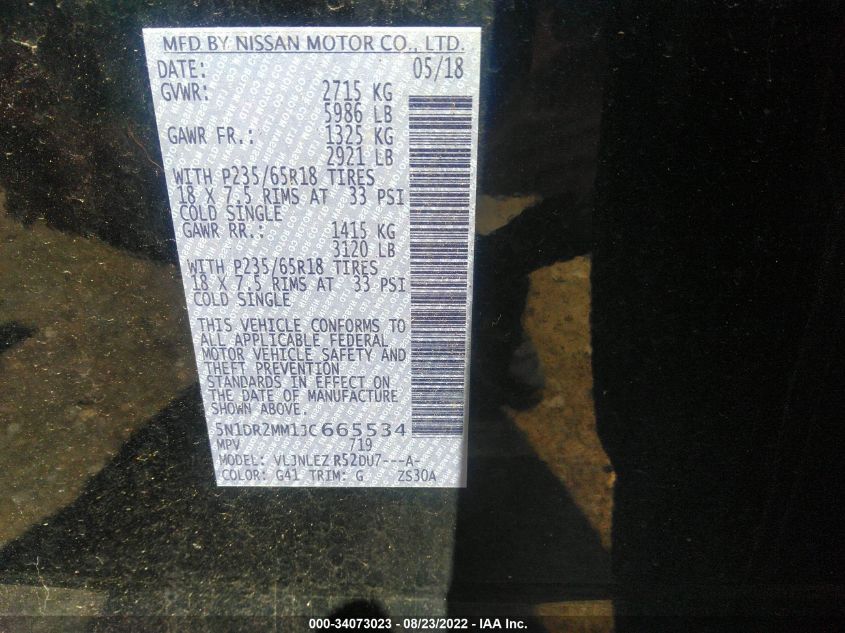 MFD BY NISSAN MOTOR CO., LTD.
DATE: 05/18
GVWR: 2715 KG
5986 LB
GAWR FR.: 1325 KG
2921 LB
WITH P235/65R18 TIRES
18 X 7.5 RIMS AT 33 PSI
COLD SINGLE
GAWR RR.: 1415 KG
3120 LB
WITH P235/65R18 TIRES
18 X 7.5 RIMS AT 33 PSI
COLD SINGLE
THIS VEHICLE CONFORMS TO
ALL APPLICABLE FEDERAL
MOTOR VEHICLE SAFETY AND
THEFT PREVENTION
STANDARDS IN EFFECT ON
THE DATE OF MANUFACTURE
SHOWN ABOVE.
5N1DR2MM1JC665534
MPV 719
MODEL: VLJNLEZ R52DU7---A-
COLOR: G41 TRIM: G ZS30A
000-34073023 - 08/23/2022 - IAA Inc.